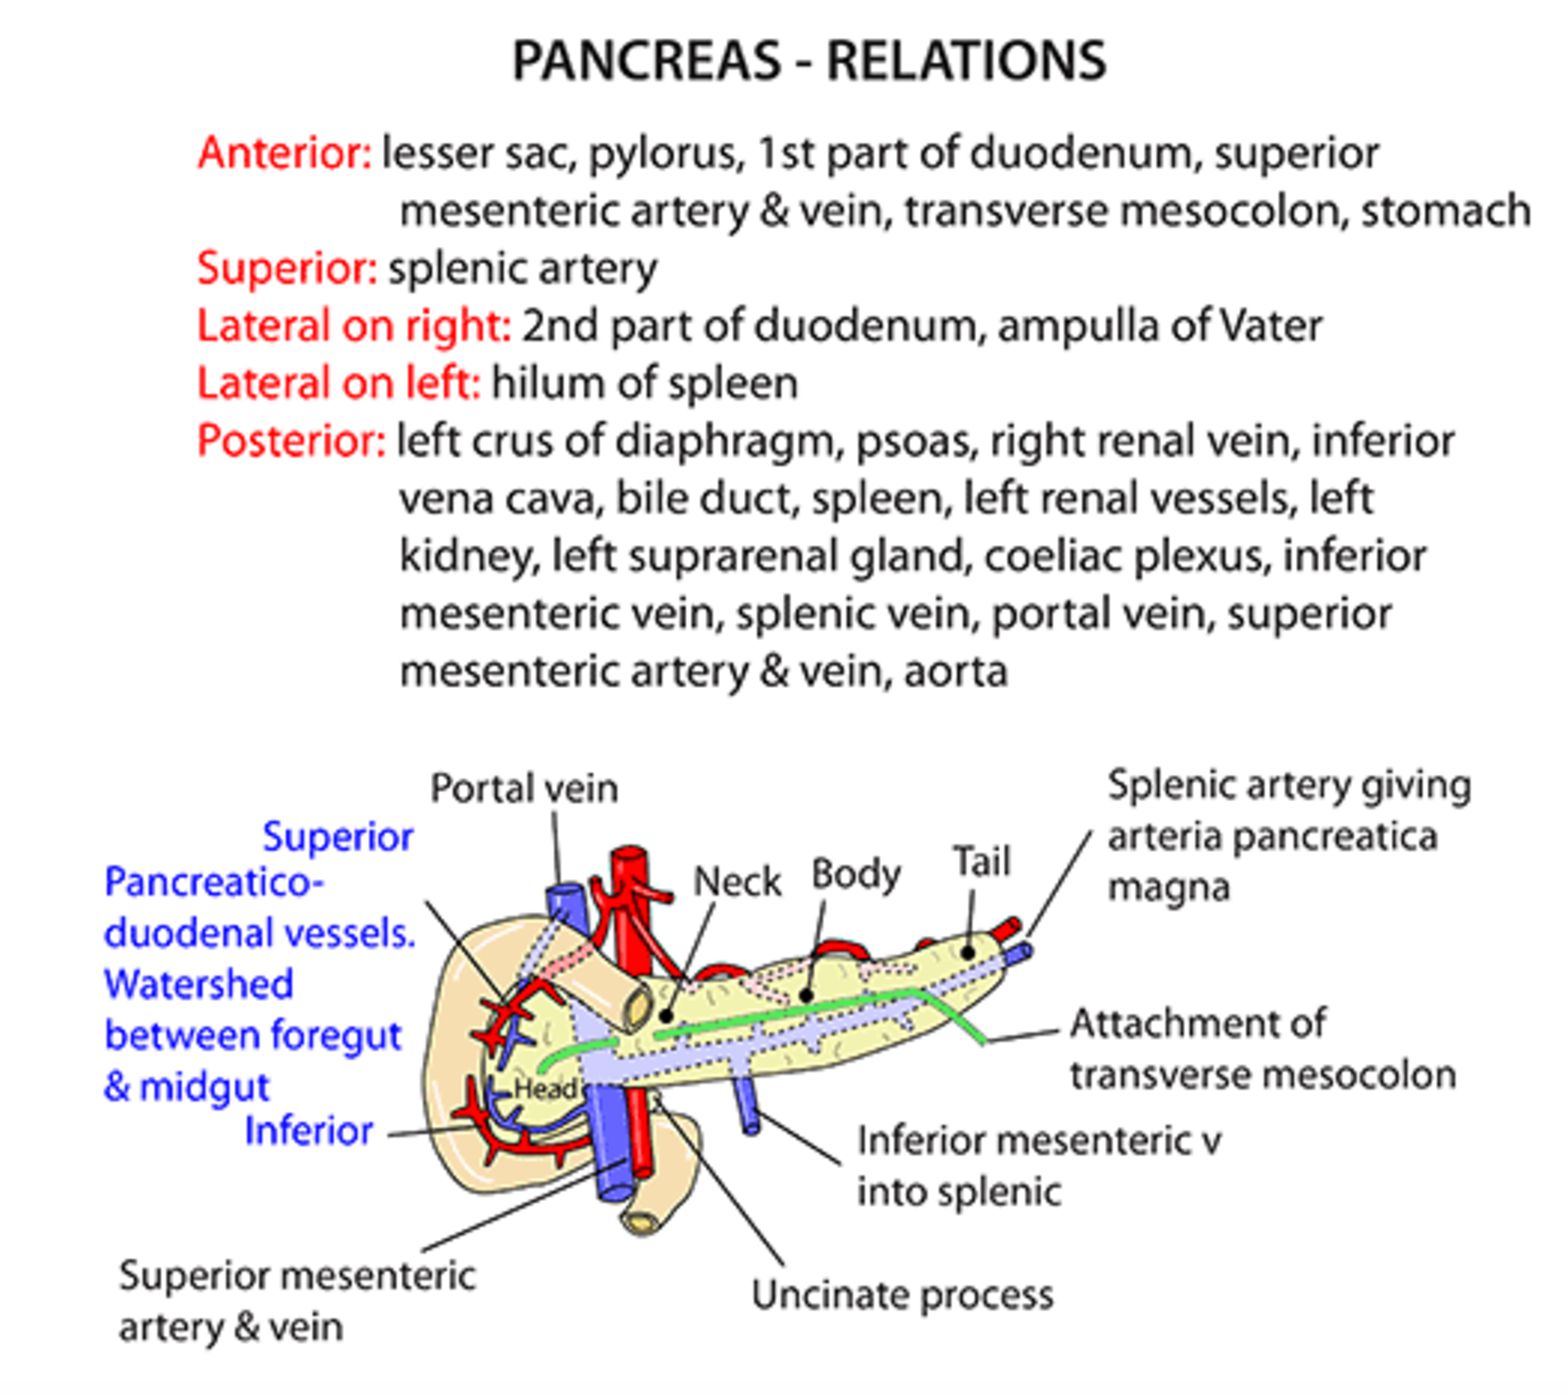 PANCREAS - RELATIONS
Anterior: lesser sac, pylorus, 1st part of duodenum, superior
mesenteric artery & vein, transverse mesocolon, stomach
Superior: splenic artery
Lateral on right: 2nd part of duodenum, ampulla of Vater
Lateral on left: hilum of spleen
Posterior: left crus of diaphragm, psoas, right renal vein, inferior
vena cava, bile duct, spleen, left renal vessels, left
kidney, left suprarenal gland, coeliac plexus, inferior
mesenteric vein, splenic vein, portal vein, superior
mesenteric artery & vein, aorta
Portal vein
Superior
Pancreatico-
duodenal vessels.
Watershed
between foregut
& midgut
Inferior
Neck
Body
Tail
Splenic artery giving
arteria pancreatica
magna
Head
Attachment of
transverse mesocolon
Inferior mesenteric v
into splenic
Uncinate process
Superior mesenteric
artery & vein